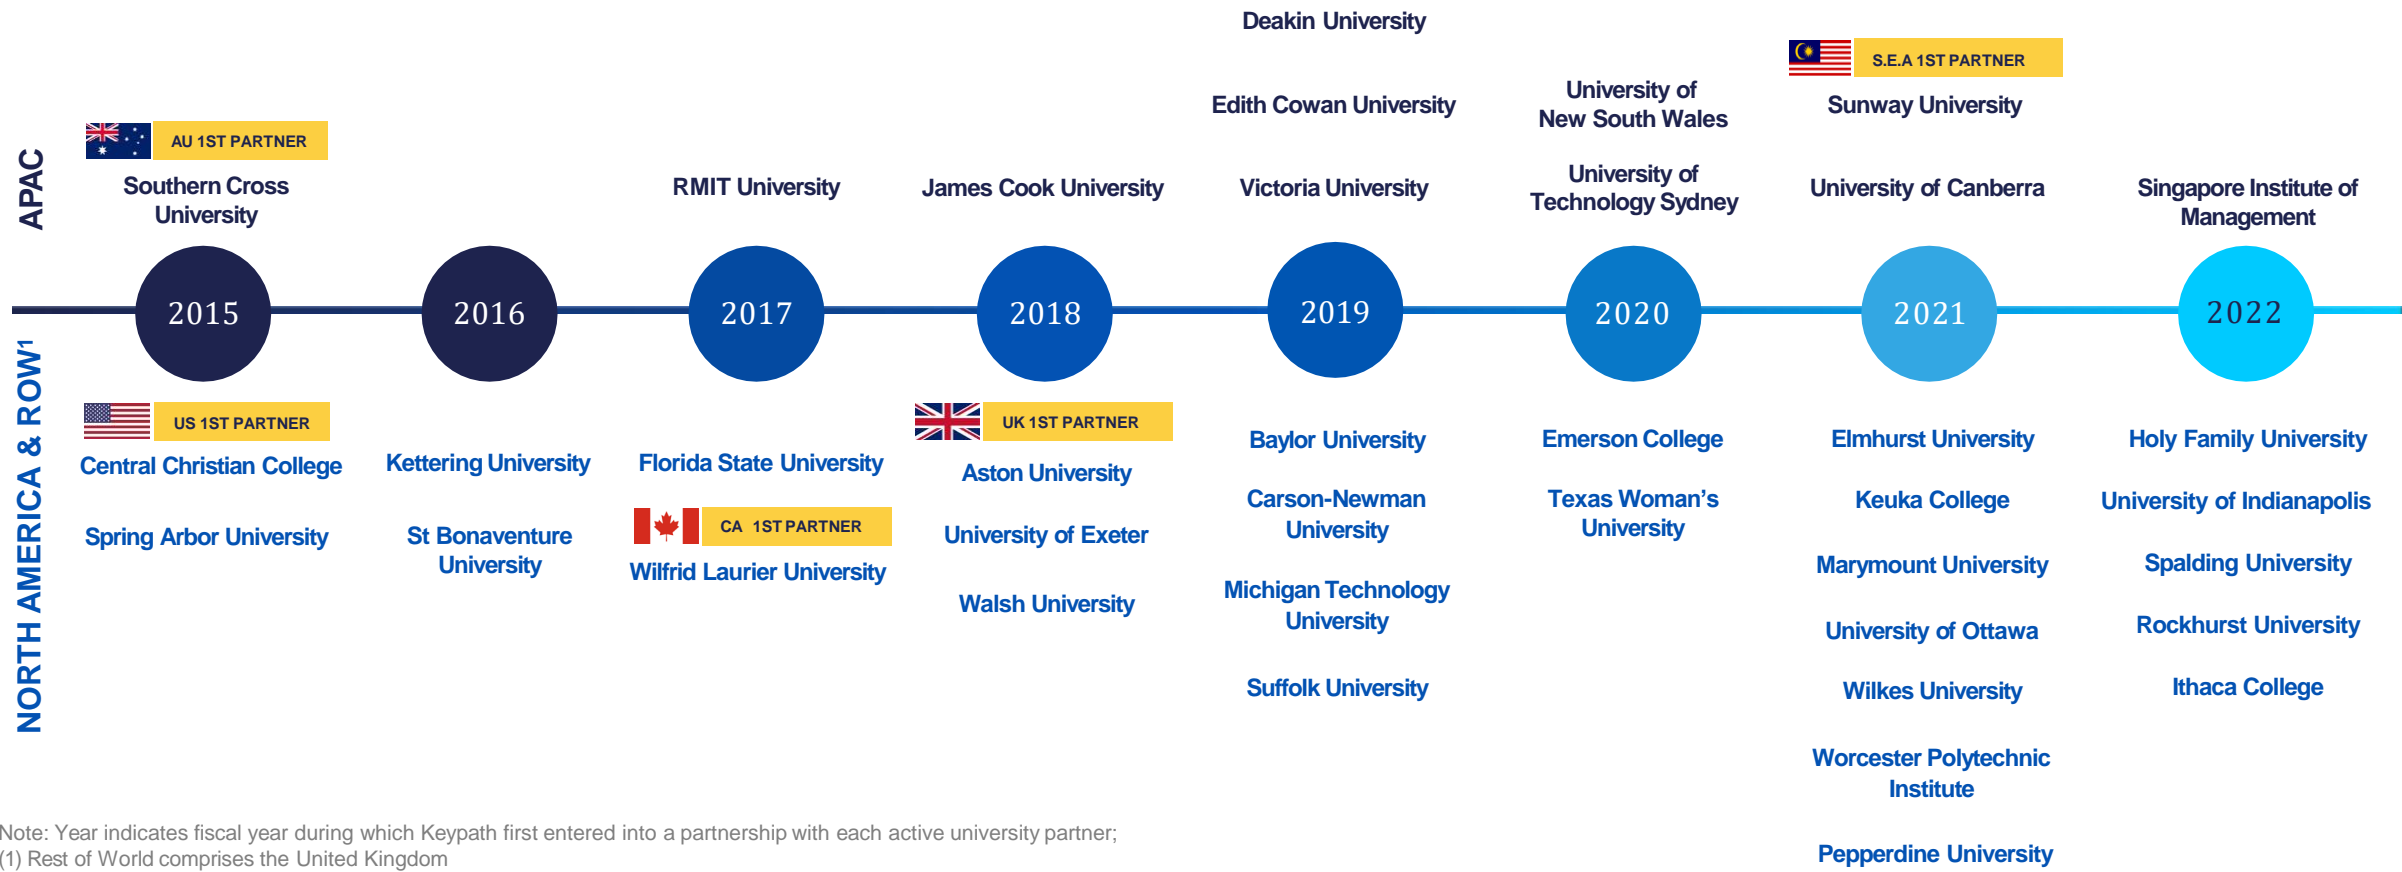 APAC
AU 1ST PARTNER
Southern Cross
University
RMIT University
James Cook University
Deakin University
Edith Cowan University
Victoria University
University of
New South Wales
University of
Technology Sydney
S.E.A 1ST PARTNER
Sunway University
University of Canberra
Singapore Institute of
Management
2015
2016
2017
2018
2019
2020
2021
2022
NORTH AMERICA & ROW¹
US 1ST PARTNER
Central Christian College
Spring Arbor University
Kettering University
St Bonaventure
University
Florida State University
CA 1ST PARTNER
Wilfrid Laurier University
UK 1ST PARTNER
Aston University
University of Exeter
Walsh University
Baylor University
Carson-Newman
University
Michigan Technology
University
Suffolk University
Emerson College
Texas Woman’s
University
Elmhurst University
Keuka College
Marymount University
University of Ottawa
Wilkes University
Worcester Polytechnic
Institute
Pepperdine University
Holy Family University
University of Indianapolis
Spalding University
Rockhurst University
Ithaca College
Note: Year indicates fiscal year during which Keypath first entered into a partnership with each active university partner;
(1) Rest of World comprises the United Kingdom